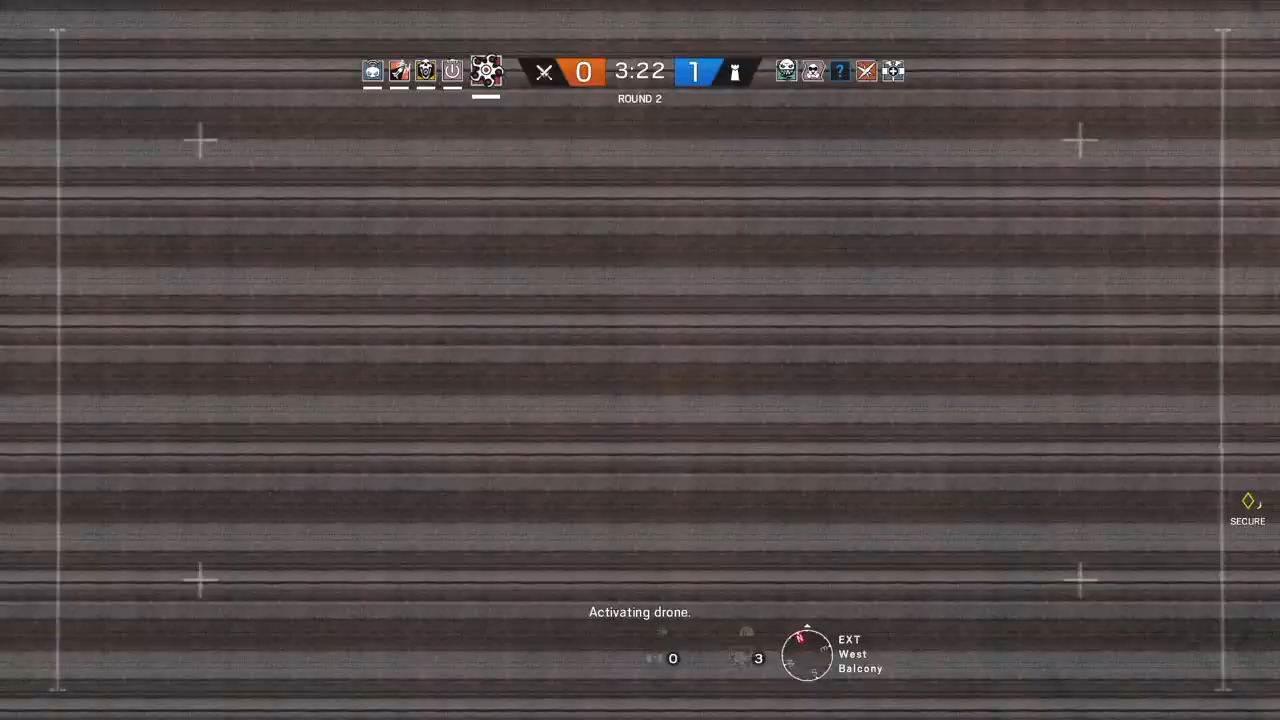 0 3:22 1
ROUND 2
?
SECURE
Activating drone.
0 3
N
EXT
West
Balcony